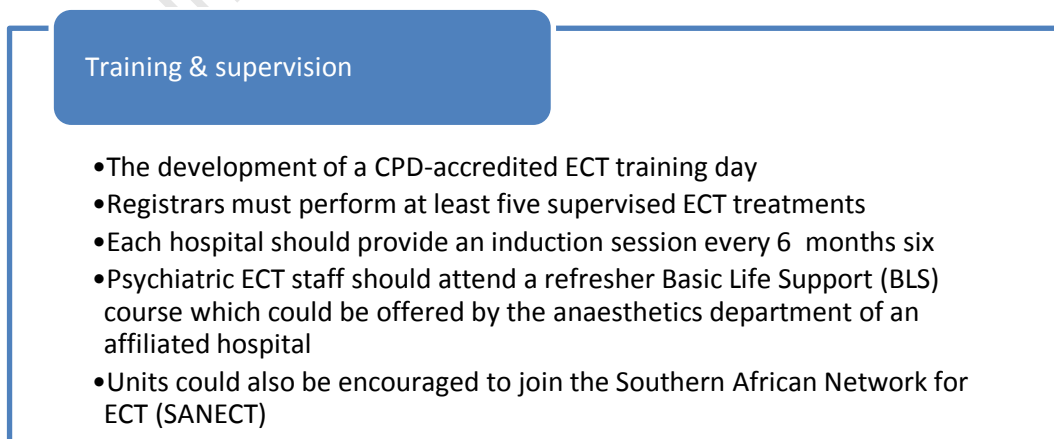 Training & supervision
•The development of a CPD-accredited ECT training day
•Registrars must perform at least five supervised ECT treatments
•Each hospital should provide an induction session every 6  months six
•Psychiatric ECT staff should attend a refresher Basic Life Support (BLS)
course which could be offered by the anaesthetics department of an
affiliated hospital
•Units could also be encouraged to join the Southern African Network for
ECT (SANECT)